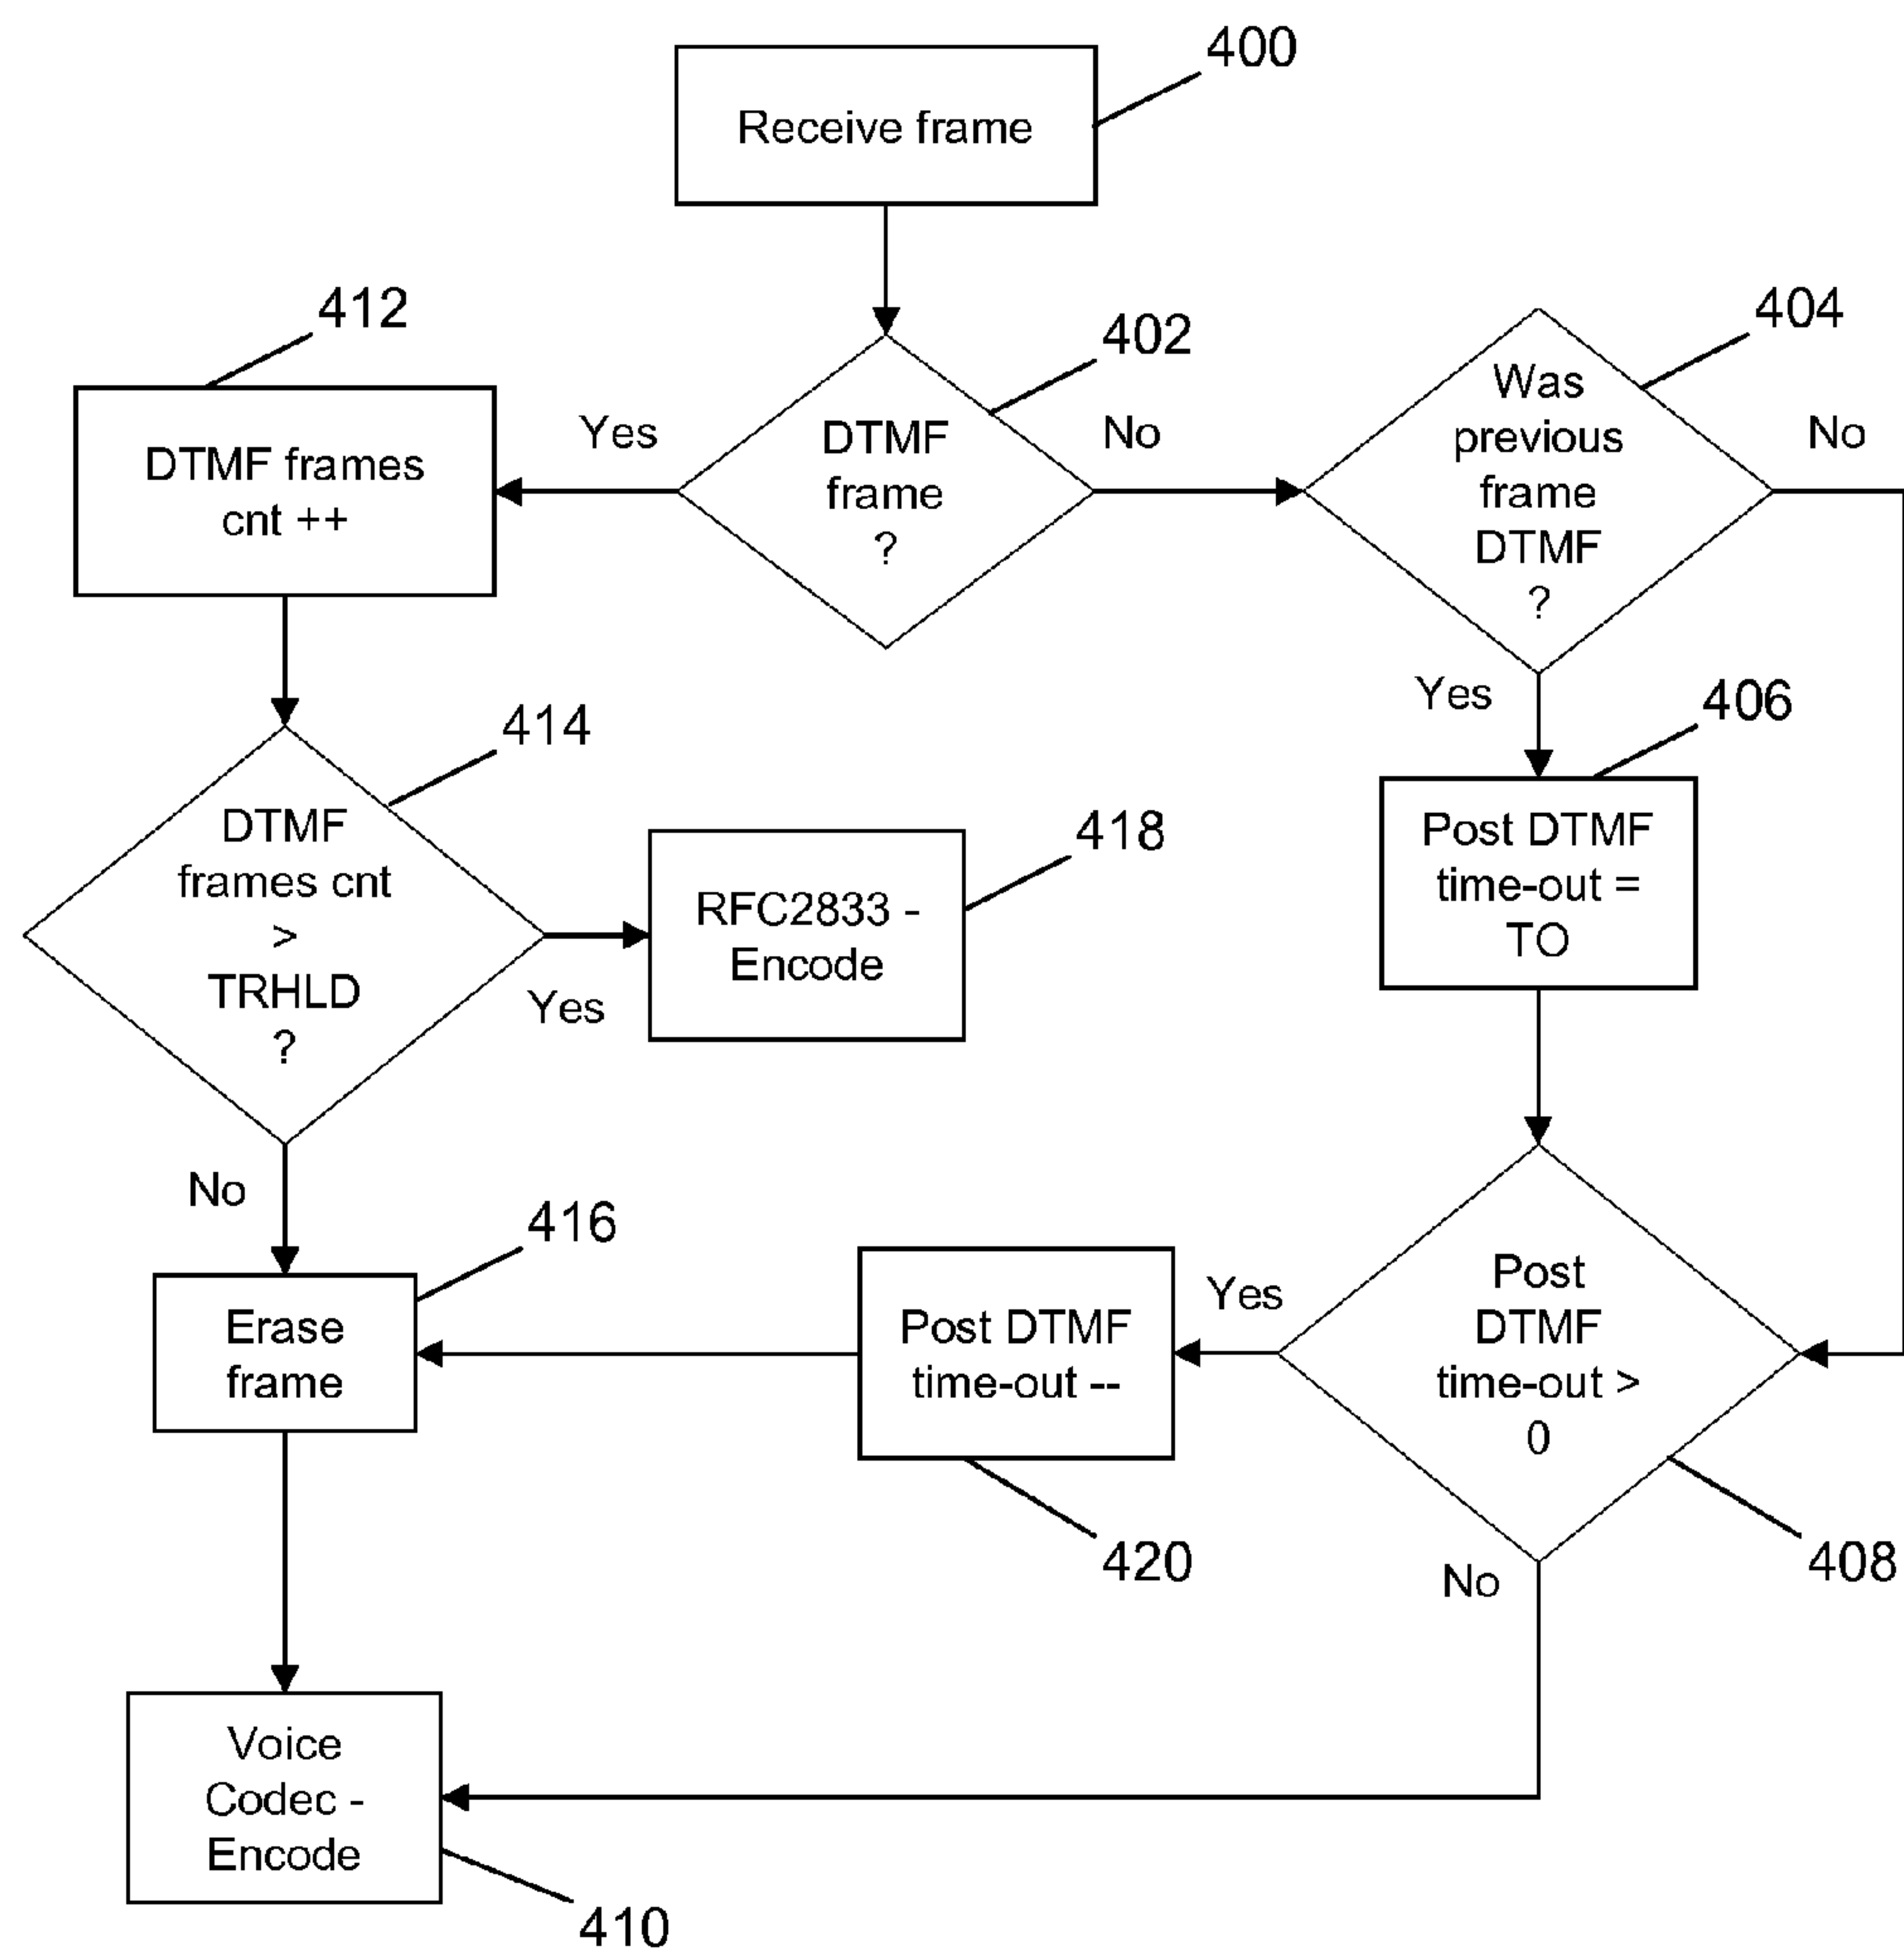 400
Receive frame
412
402
404
DTMF frames
cnt ++
Yes
DTMF
frame
?
No
Was
previous
frame
DTMF
?
No
Yes
406
414
DTMF
frames cnt
>
TRHLD
?
Yes
418
RFC2833 -
Encode
Post DTMF
time-out =
TO
No
416
Erase
frame
Post DTMF
time-out --
Yes
Post
DTMF
time-out >
0
420
408
No
Voice
Codec -
Encode
410